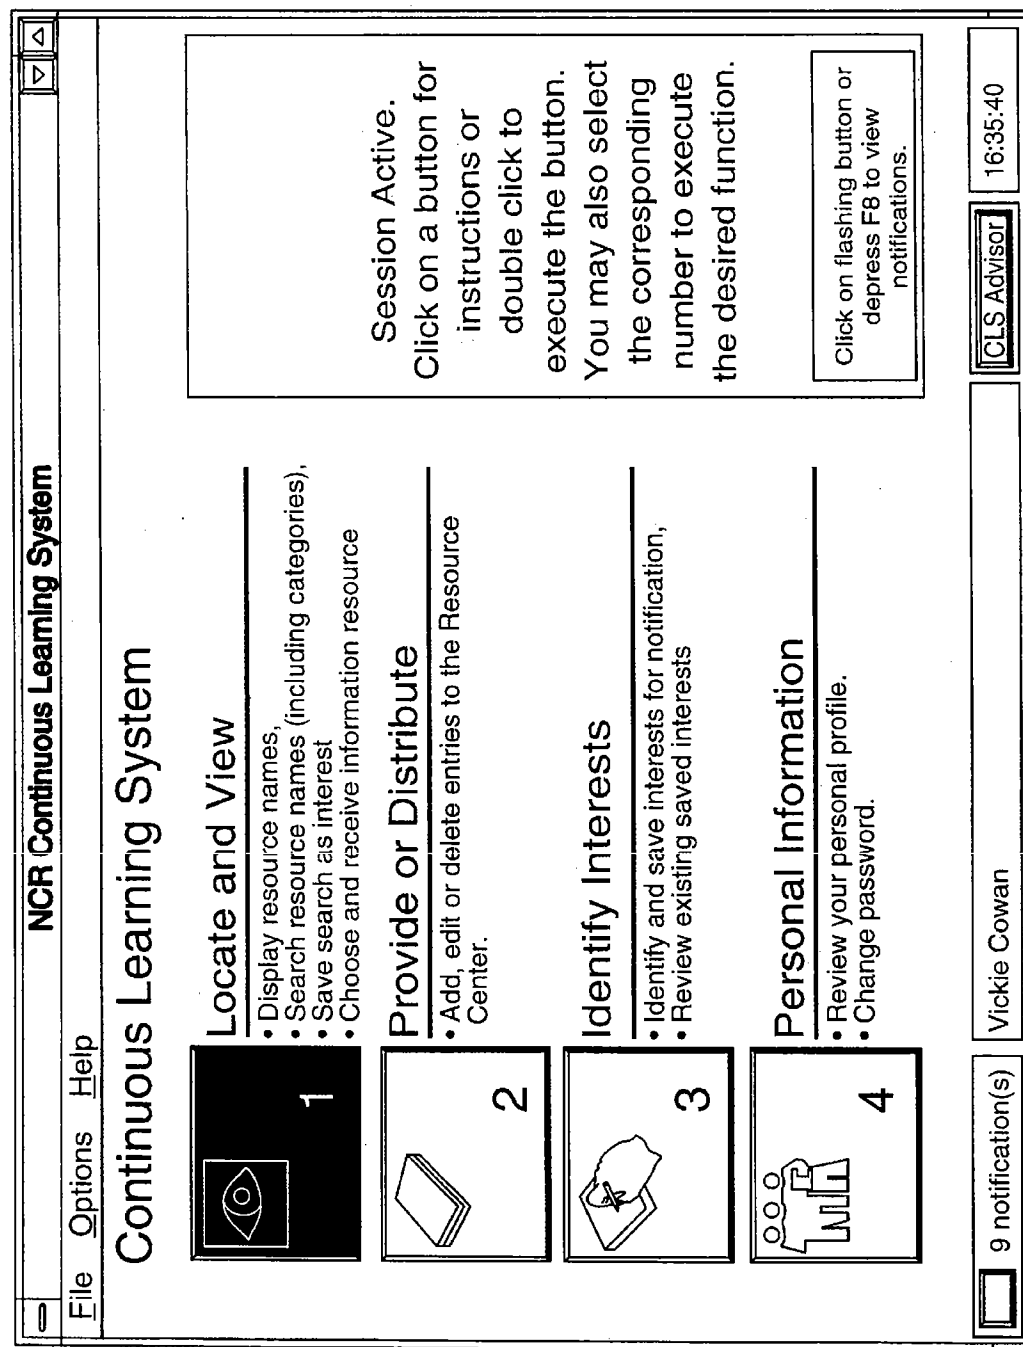 NCR Continuous Learning System
File Options Help
Continuous Learning System
1
Locate and View
• Display resource names,
• Search resource names (including categories),
• Save search as interest
• Choose and receive information resource
2
Provide or Distribute
• Add, edit or delete entries to the Resource
Center.
3
Identify Interests
• Identify and save interests for notification,
• Review existing saved interests
4
Personal Information
• Review your personal profile.
• Change password.
Session Active.
Click on a button for
instructions or
double click to
execute the button.
You may also select
the corresponding
number to execute
the desired function.
Click on flashing button or
depress F8 to view
notifications.
9 notification(s)
Vickie Cowan
CLS Advisor
16:35:40